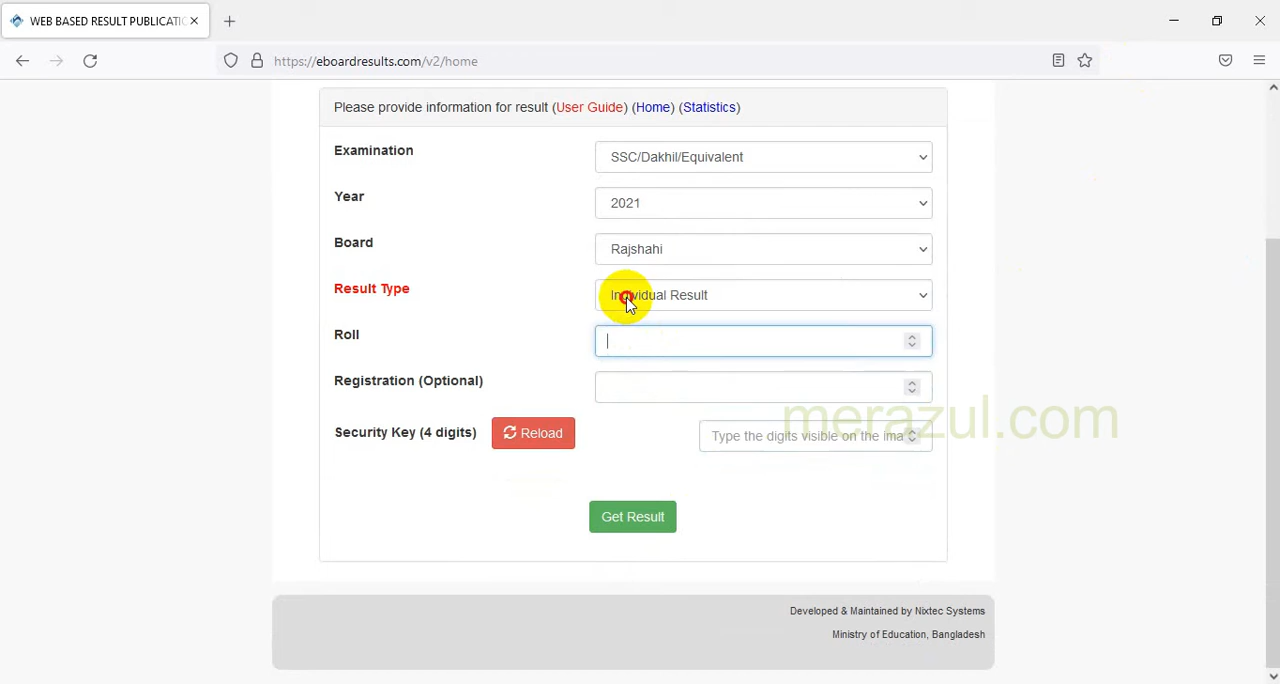 WEB BASED RESULT PUBLICATIO
https://eboardresults.com/v2/home
Please provide information for result (User Guide) (Home) (Statistics)
Examination
SSC/Dakhil/Equivalent
Year
2021
Board
Rajshahi
Result Type
Individual Result
Roll
Registration (Optional)
Security Key (4 digits)
Reload
Type the digits visible on the ima
merazul.com
Get Result
Developed & Maintained by Nixtec Systems
Ministry of Education, Bangladesh